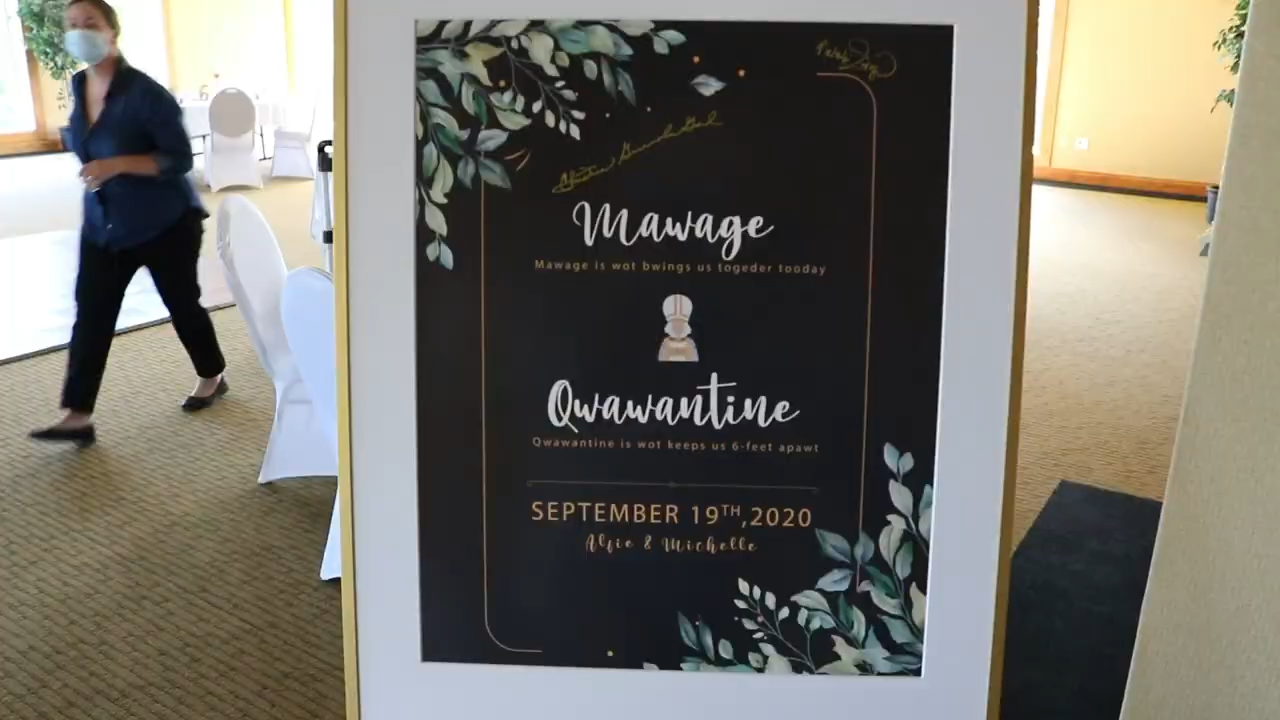 Mawage
Mawage is wot bwings us togeder tooday
Qwawantine
Qwawantine is wot keeps us 6-feet apawt
SEPTEMBER 19TH,2020
Alfie & Michelle